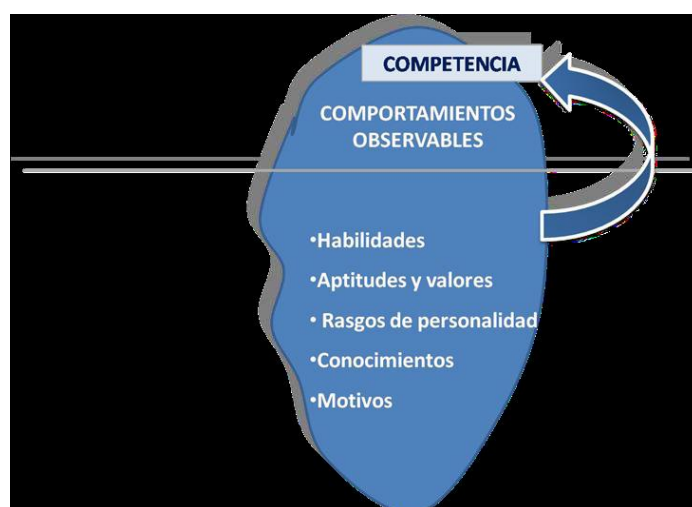 COMPETENCIA
COMPORTAMIENTOS
OBSERVABLES
•Habilidades
•Aptitudes y valores
• Rasgos de personalidad
•Conocimientos
•Motivos